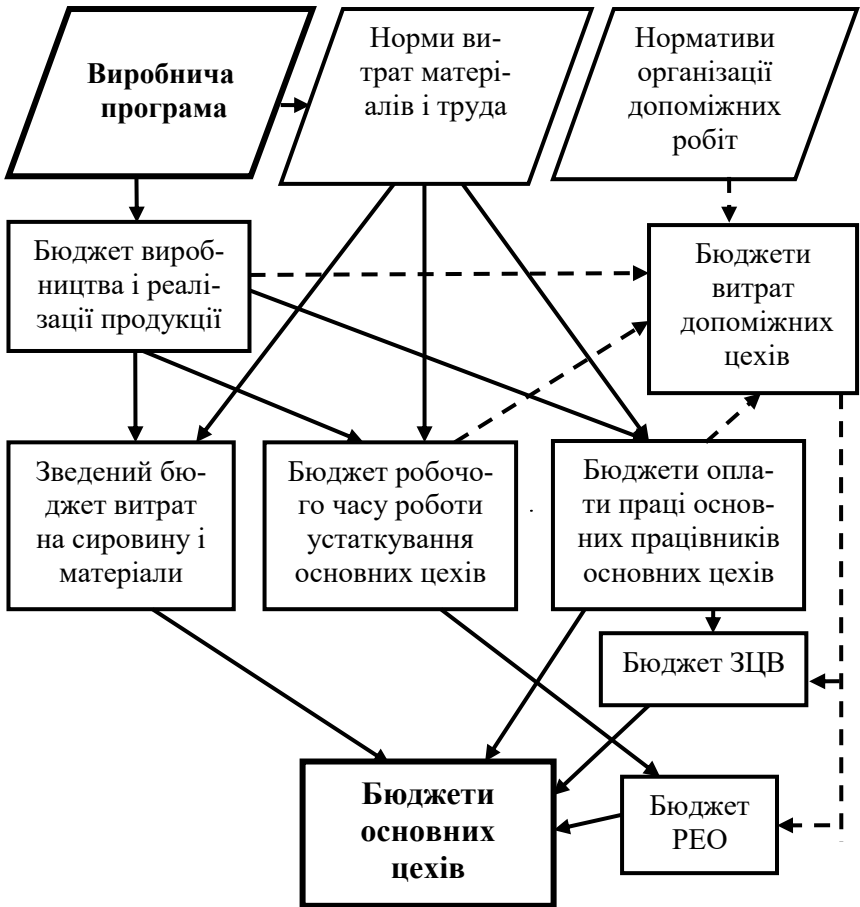 Виробнича
програма
Норми ви-
трат матері-
алів і труда
Нормативи
організації
допоміжних
робіт
Бюджет вироб-
ництва і реалі-
зації продукції
Бюджети
витрат
допоміжних
цехів
Зведений бю-
джет витрат
на сировину і
матеріали
Бюджет робочо-
го часу роботи
устаткування
основних цехів
Бюджети опла-
ти праці основ-
них працівників
основних цехів
Бюджет ЗЦВ
Бюджети
основних
цехів
Бюджет
РЕО